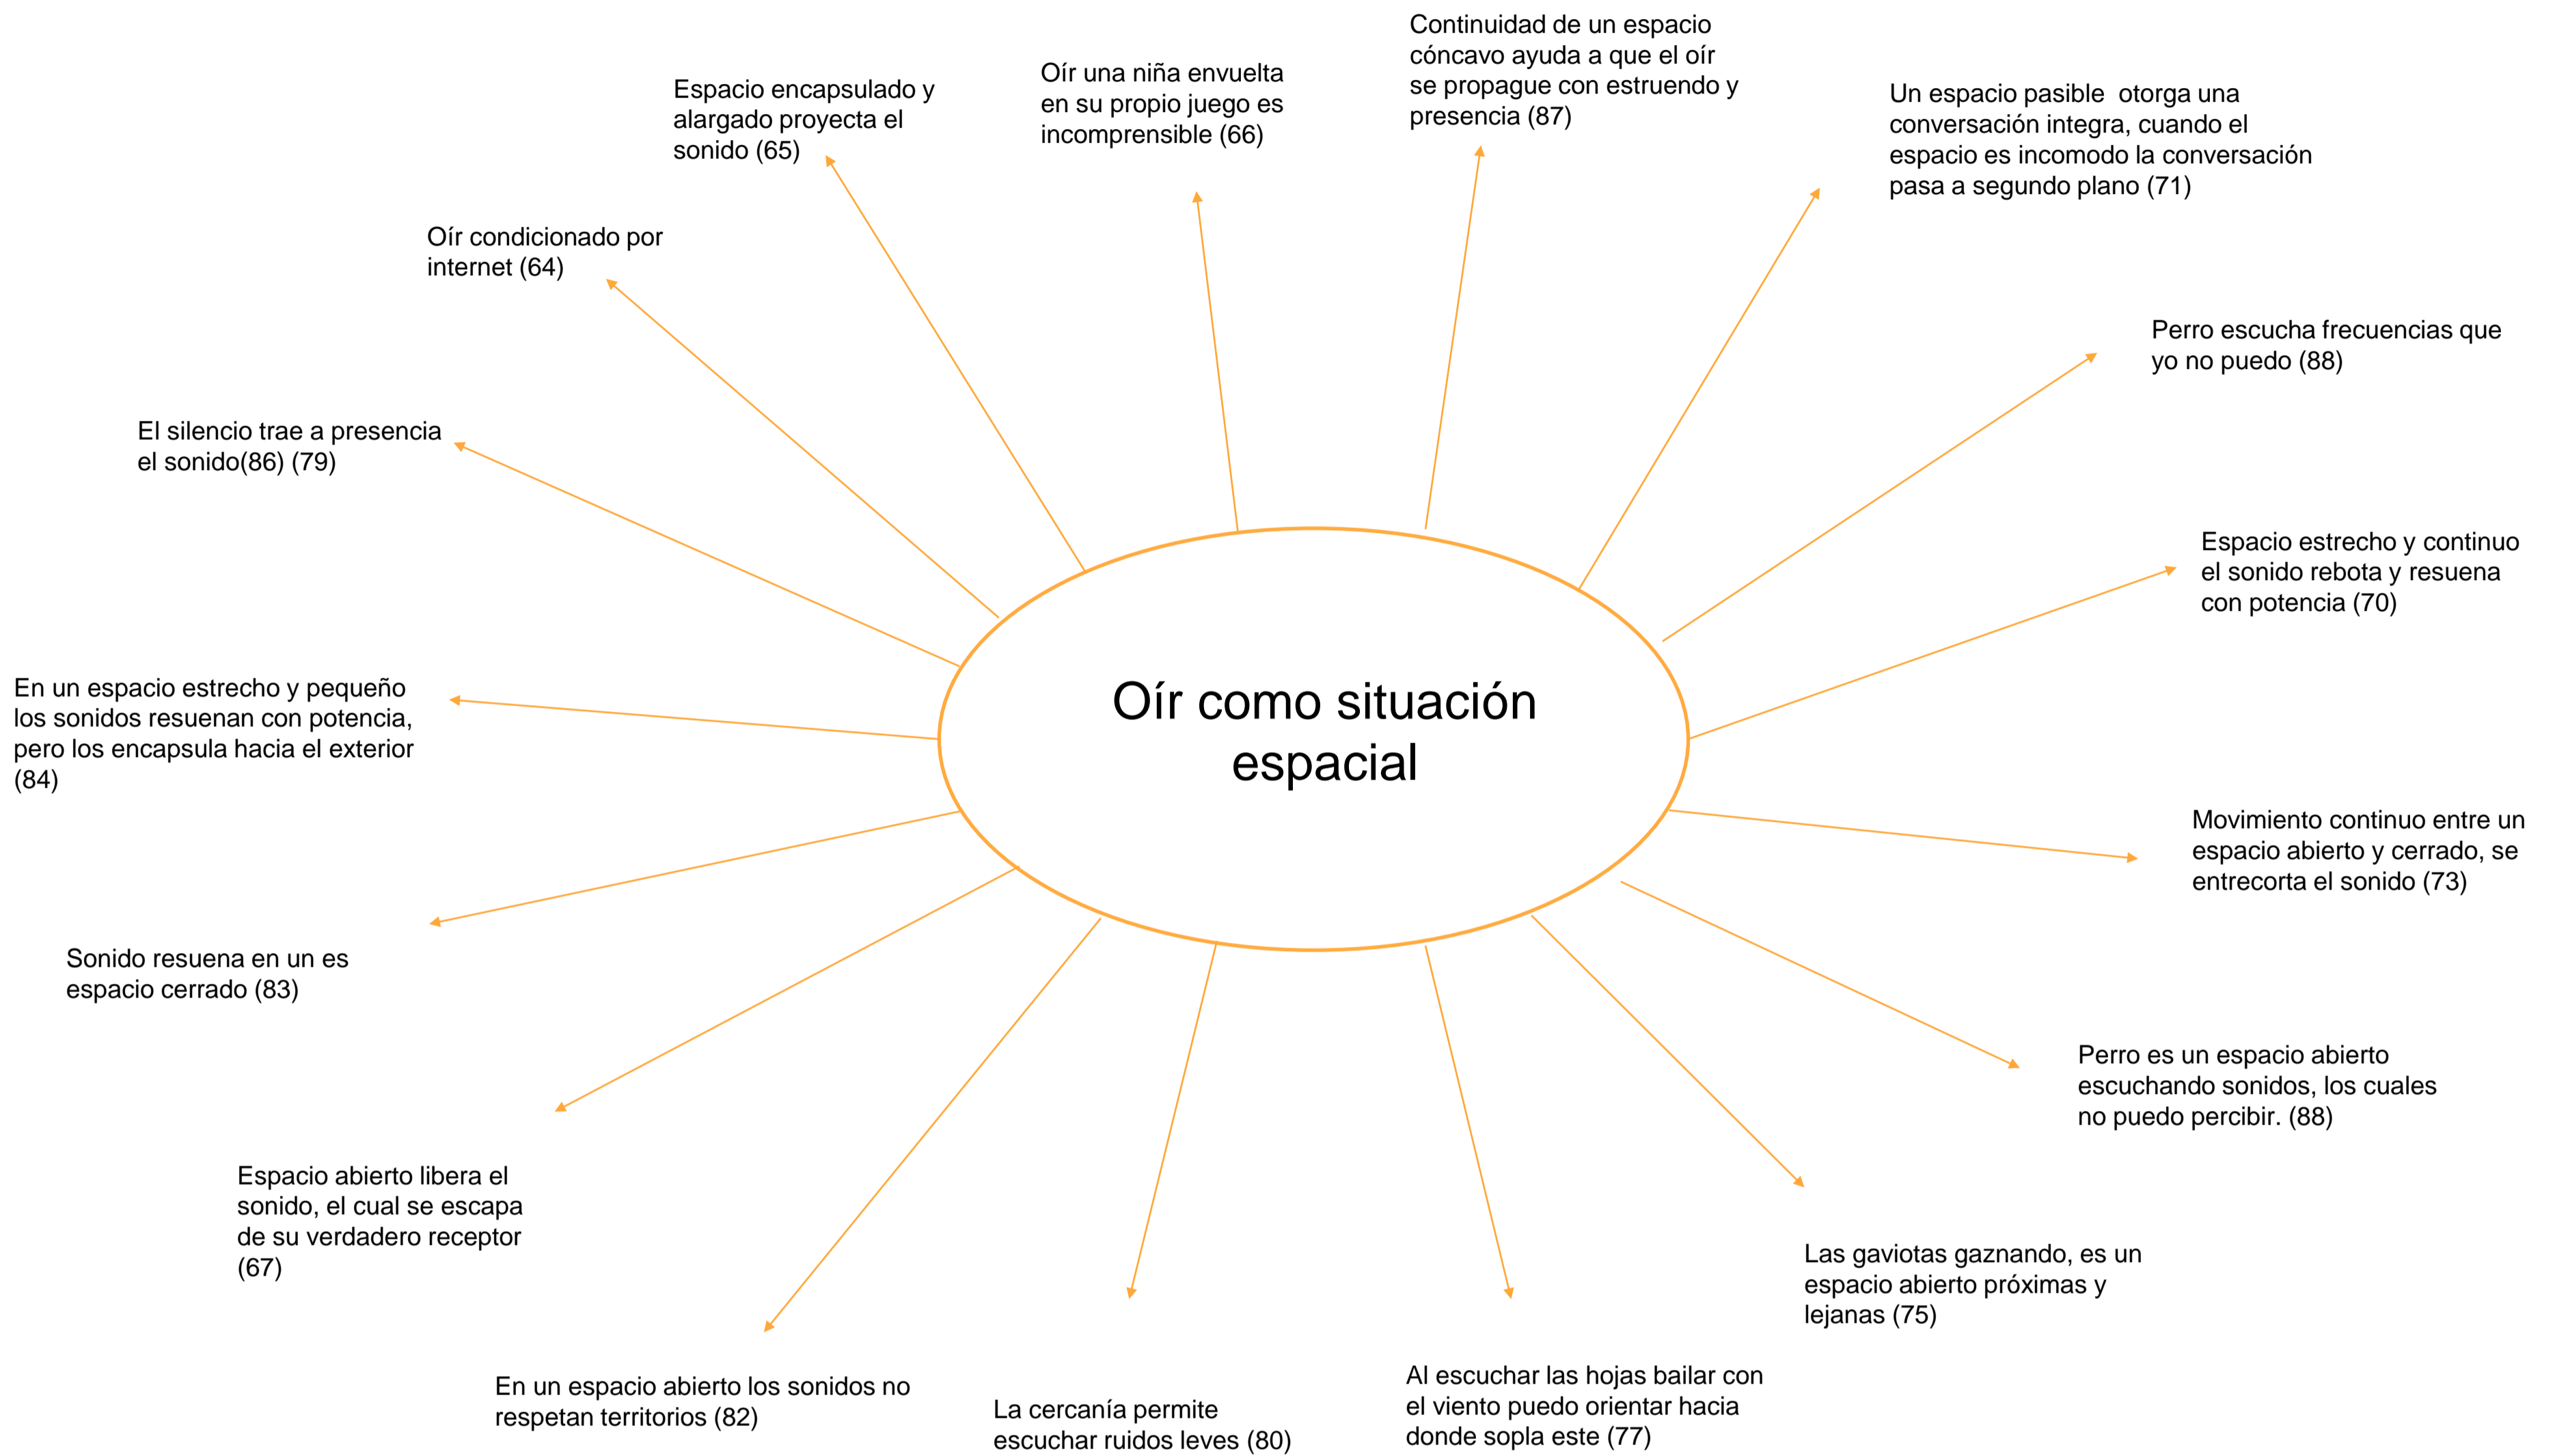 Continuidad de un espacio
cóncavo ayuda a que el oír
se propague con estruendo y
presencia (87)
Oír una niña envuelta
en su propio juego es
incomprensible (66)
Espacio encapsulado y
alargado proyecta el
sonido (65)
Un espacio pasible  otorga una
conversación integra, cuando el
espacio es incomodo la conversación
pasa a segundo plano (71)
Oír condicionado por
internet (64)
Perro escucha frecuencias que
yo no puedo (88)
El silencio trae a presencia
el sonido(86) (79)
Espacio estrecho y continuo
el sonido rebota y resuena
con potencia (70)
En un espacio estrecho y pequeño
los sonidos resuenan con potencia,
pero los encapsula hacia el exterior
(84)
Oír como situación
espacial
Movimiento continuo entre un
espacio abierto y cerrado, se
entrecorta el sonido (73)
Sonido resuena en un es
espacio cerrado (83)
Perro es un espacio abierto
escuchando sonidos, los cuales
no puedo percibir. (88)
Espacio abierto libera el
sonido, el cual se escapa
de su verdadero receptor
(67)
Las gaviotas gaznando, es un
espacio abierto próximas y
lejanas (75)
En un espacio abierto los sonidos no
respetan territorios (82)
La cercanía permite
escuchar ruidos leves (80)
Al escuchar las hojas bailar con
el viento puedo orientar hacia
donde sopla este (77)